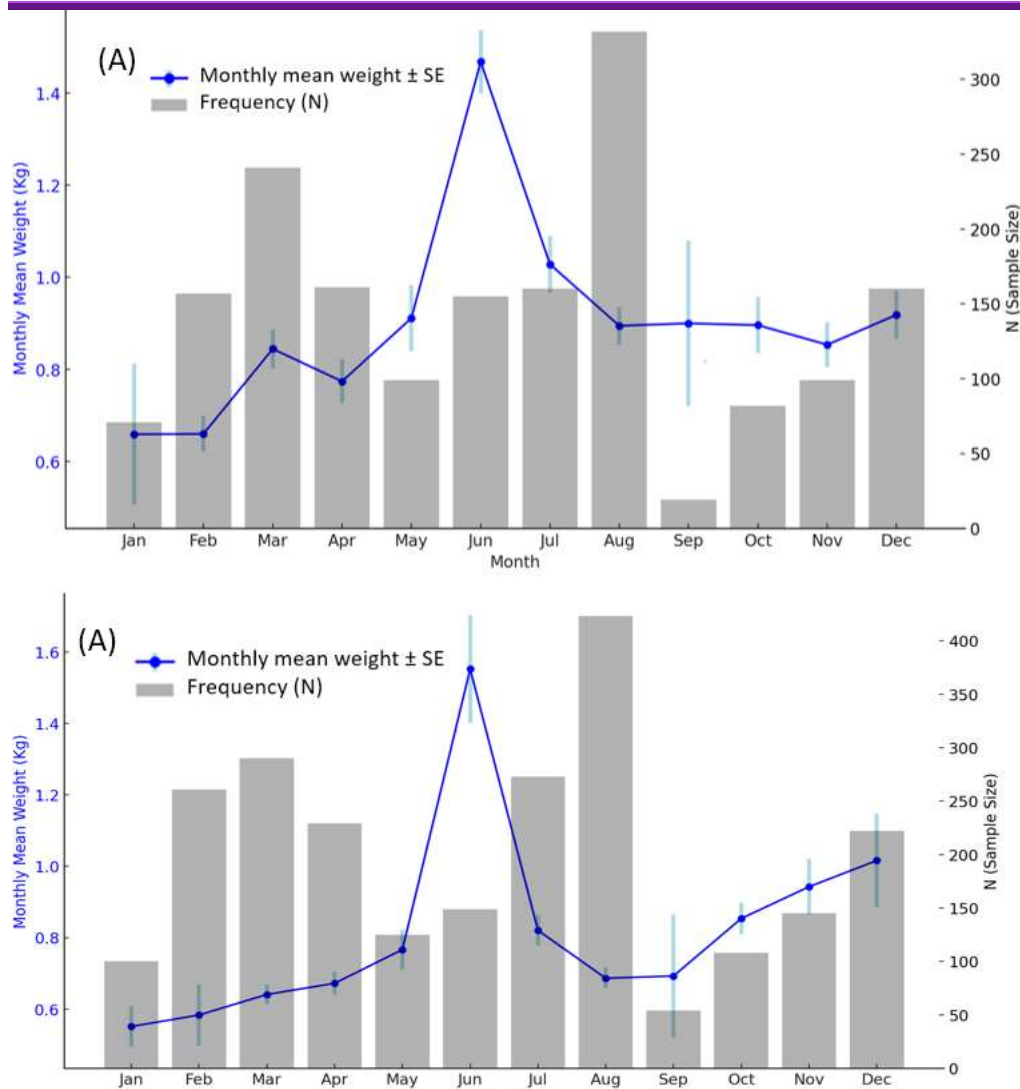 (A)
Monthly mean weight ± SE
Frequency (N)
Monthly Mean Weight (Kg)
1.4
1.2
1.0
0.8
0.6
N (Sample Size)
300
250
200
150
100
50
0
Jan Feb Mar Apr May Jun Jul Aug Sep Oct Nov Dec
Month
(A)
Monthly mean weight ± SE
Frequency (N)
Monthly Mean Weight (Kg)
1.6
1.4
1.2
1.0
0.8
0.6
N (Sample Size)
400
350
300
250
200
150
100
50
0
Jan Feb Mar Apr May Jun Jul Aug Sep Oct Nov Dec